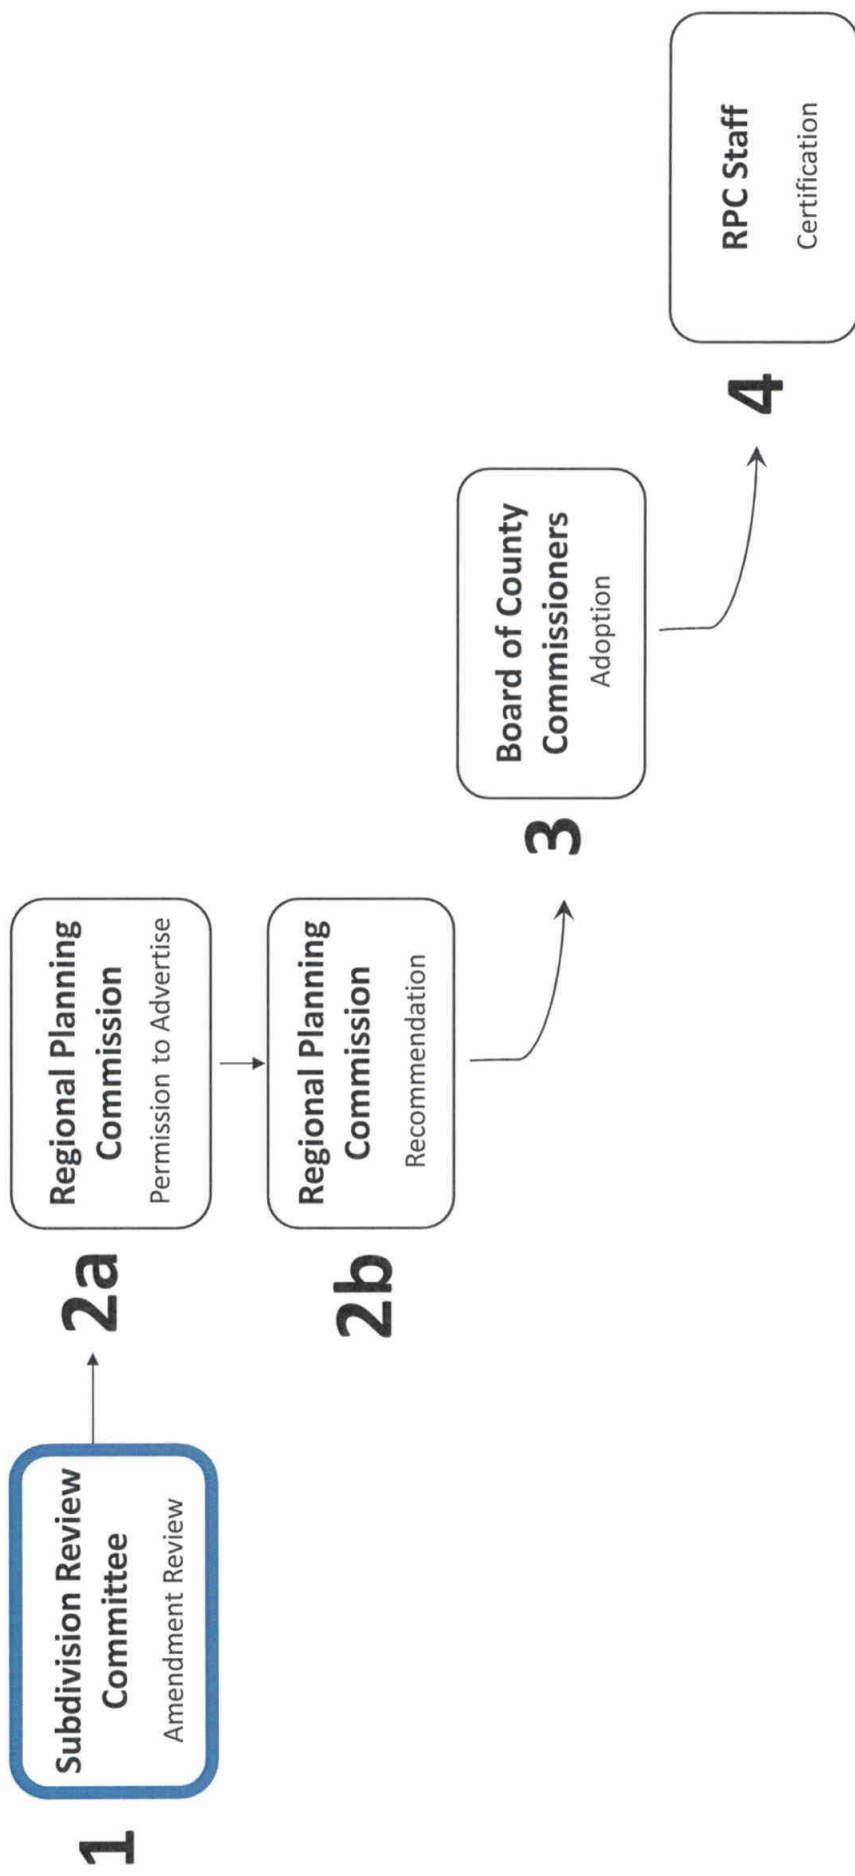 1
Subdivision Review
Committee
Amendment Review
2a
Regional Planning
Commission
Permission to Advertise
2b
Regional Planning
Commission
Recommendation
3
Board of County
Commissioners
Adoption
4
RPC Staff
Certification